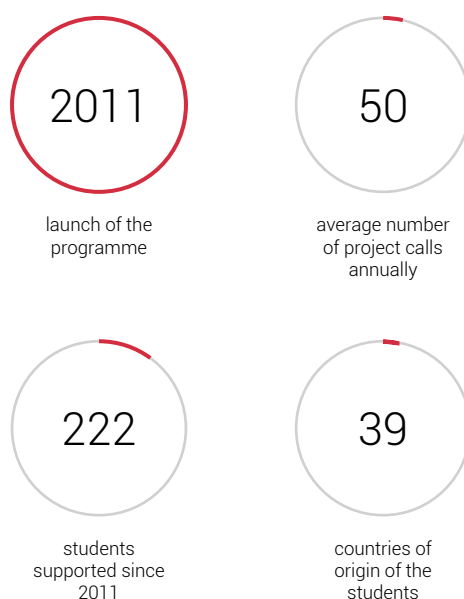 2011
launch of the
programme
50
average number
of project calls
annually
222
students
supported since
2011
39
countries of
origin of the
students